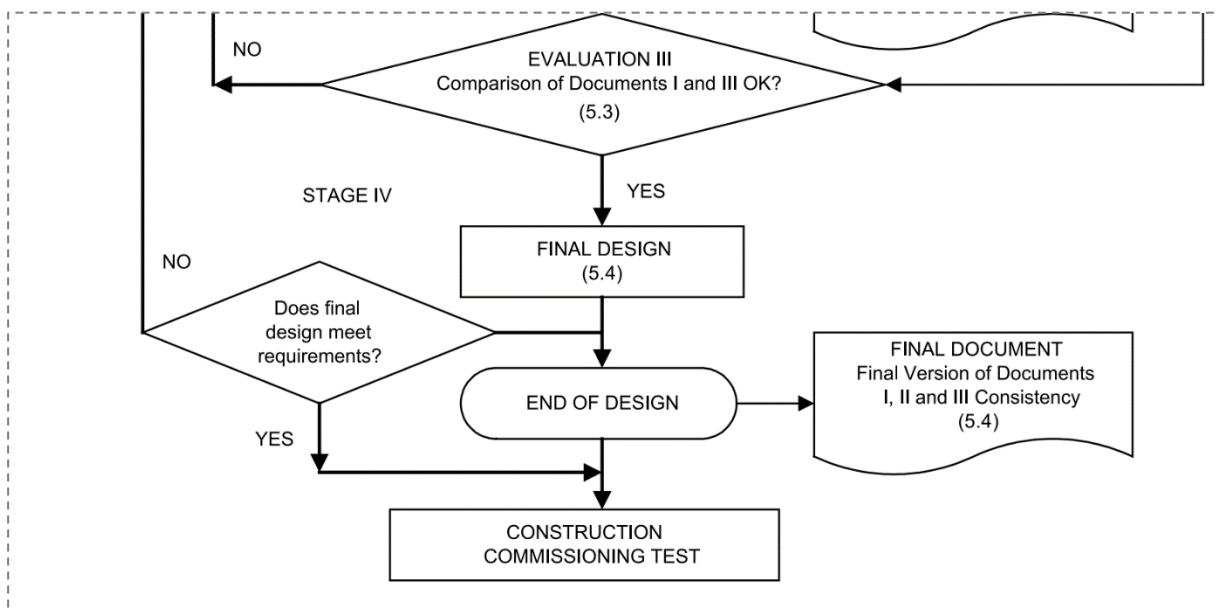 NO
EVALUATION III
Comparison of Documents I and III OK?
(5.3)
YES
STAGE IV
FINAL DESIGN
(5.4)
NO
Does final
design meet
requirements?
FINAL DOCUMENT
Final Version of Documents
I, II and III Consistency
(5.4)
END OF DESIGN
YES
CONSTRUCTION
COMMISSIONING TEST